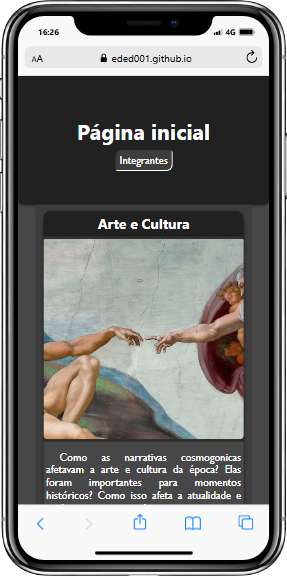 16:26
4G
AA
eded001.github.io
Página inicial
Integrantes
Arte e Cultura
Como as narrativas cosmogonicas
afetavam a arte e cultura da época? Elas
foram importantes para momentos
históricos? Como isso afeta a atualidade e